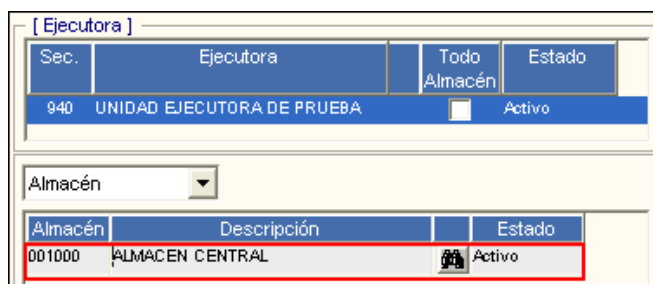 [ Ejecutora ]
Sec. Ejecutora Todo Almacén Estado
940 UNIDAD EJECUTORA DE PRUEBA Activo
Almacén
Almacén Descripción Estado
001000 ALMACEN CENTRAL Activo